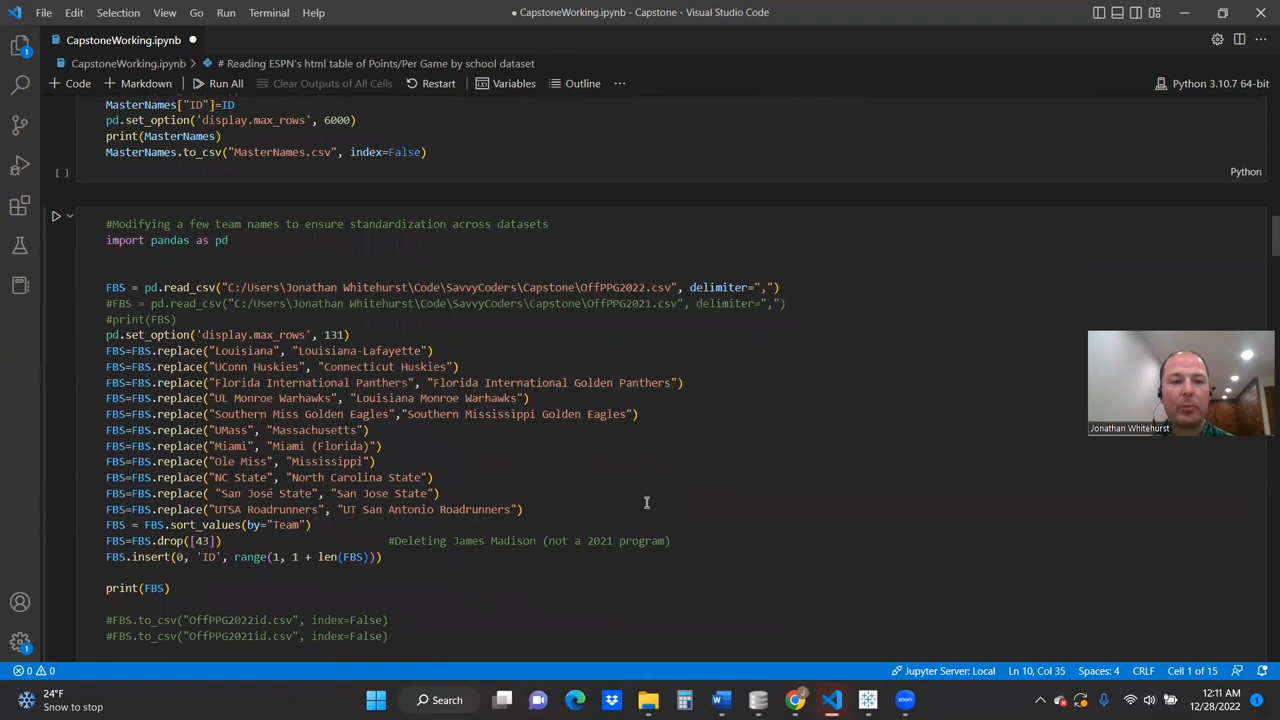 File Edit Selection View Go Run Terminal Help
● CapstoneWorking.ipynb - Capstone - Visual Studio Code
CapstoneWorking.ipynb ●
CapstoneWorking.ipynb > # Reading ESPN's html table of Points/Per Game by school dataset
+ Code + Markdown Run All Clear Outputs of All Cells Restart Variables Outline ··· Python 3.10.7 64-bit
MasterNames["ID"]=ID
pd.set_option('display.max_rows', 6000)
print(MasterNames)
MasterNames.to_csv("MasterNames.csv", index=False)
[ ] Python
#Modifying a few team names to ensure standardization across datasets
import pandas as pd
FBS = pd.read_csv("C:/Users\Jonathan Whitehurst\Code\SavvyCoders\Capstone\OffPPG2022.csv", delimiter=",")
#FBS = pd.read_csv("C:/Users\Jonathan Whitehurst\Code\SavvyCoders\Capstone\OffPPG2021.csv", delimiter=",")
#print(FBS)
pd.set_option('display.max_rows', 131)
FBS=FBS.replace("Louisiana", "Louisiana-Lafayette")
FBS=FBS.replace("UConn Huskies", "Connecticut Huskies")
FBS=FBS.replace("Florida International Panthers", "Florida International Golden Panthers")
FBS=FBS.replace("UL Monroe Warhawks", "Louisiana Monroe Warhawks")
FBS=FBS.replace("Southern Miss Golden Eagles","Southern Mississippi Golden Eagles")
FBS=FBS.replace("UMass", "Massachusetts")
FBS=FBS.replace("Miami", "Miami (Florida)")
FBS=FBS.replace("Ole Miss", "Mississippi")
FBS=FBS.replace("NC State", "North Carolina State")
FBS=FBS.replace( "San José State", "San Jose State")
FBS=FBS.replace("UTSA Roadrunners", "UT San Antonio Roadrunners")
FBS = FBS.sort_values(by="Team")
FBS=FBS.drop([43]) #Deleting James Madison (not a 2021 program)
FBS.insert(0, 'ID', range(1, 1 + len(FBS)))
print(FBS)
#FBS.to_csv("OffPPG2022id.csv", index=False)
#FBS.to_csv("OffPPG2021id.csv", index=False)
Jonathan Whitehurst
0 0 Jupyter Server: Local Ln 10, Col 35 Spaces: 4 CRLF Cell 1 of 15
24°F
Snow to stop
Search
12:11 AM
12/28/2022